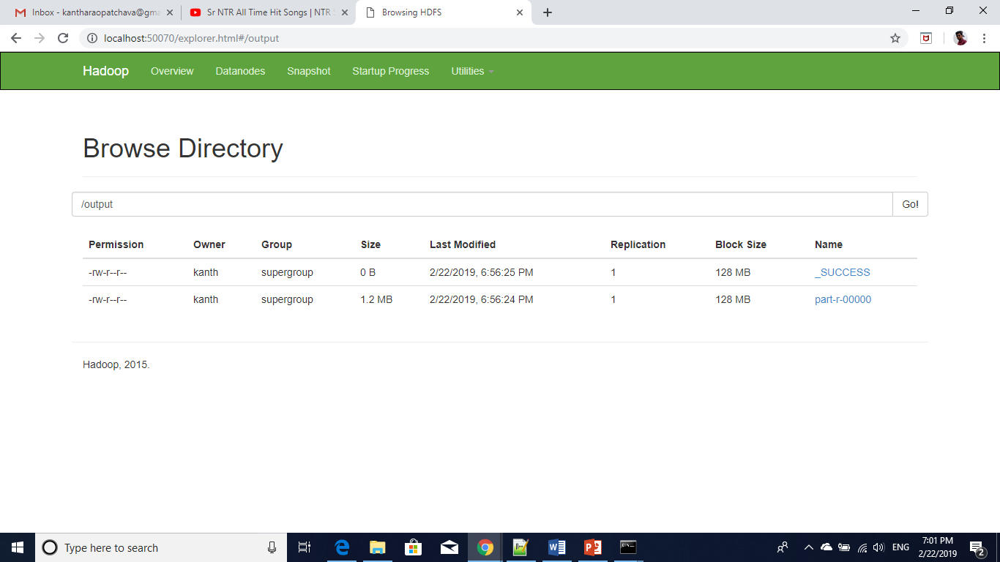 Inbox - kantharaopatchava@gma
Sr NTR All Time Hit Songs | NTR S
Browsing HDFS
localhost:50070/explorer.html#/output
Hadoop Overview Datanodes Snapshot Startup Progress Utilities
Browse Directory
/output Go!
Permission Owner Group Size Last Modified Replication Block Size Name
-rw-r--r-- kanth supergroup 0 B 2/22/2019, 6:56:25 PM 1 128 MB _SUCCESS
-rw-r--r-- kanth supergroup 1.2 MB 2/22/2019, 6:56:24 PM 1 128 MB part-r-00000
Hadoop, 2015.
Type here to search
ENG
7:01 PM
2/22/2019
2